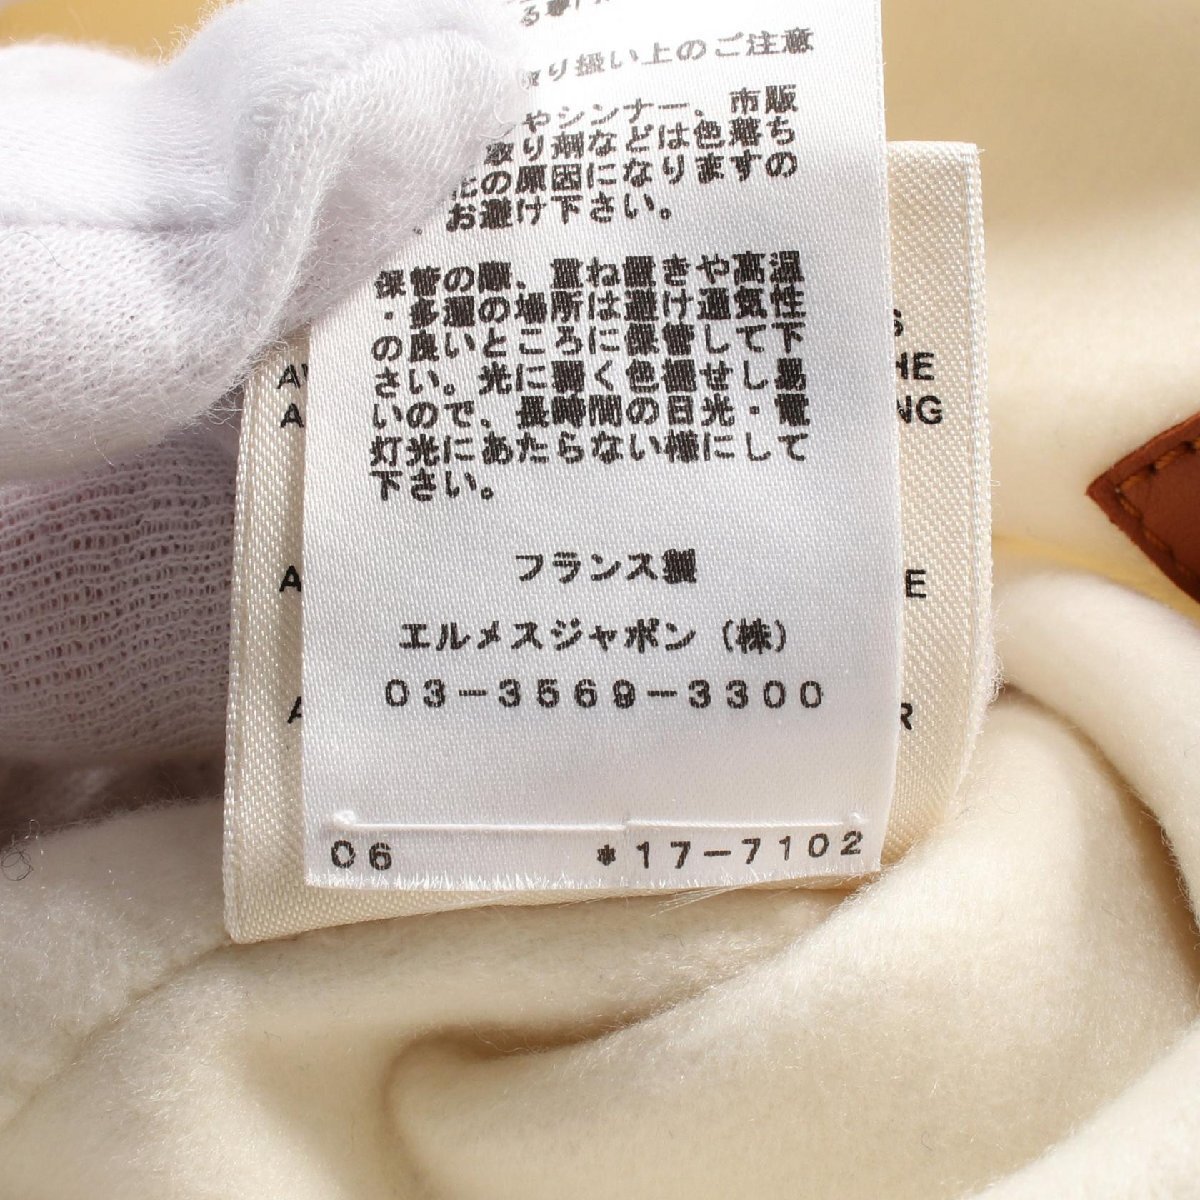 り扱い上のご注意
やシンナー、市販
取り剤などは色落ち
の原因になりますの
お避け下さい。
保管の際、重ね置きや高温
・多湿の場所は避け通気性
の良いところに保管して下
さい。光に弱く色褪せし易
いので、長時間の日光・電
灯光にあたらない様にして
下さい。
フランス製
エルメスジャポン（株）
03-3569-3300
06 *17-7102